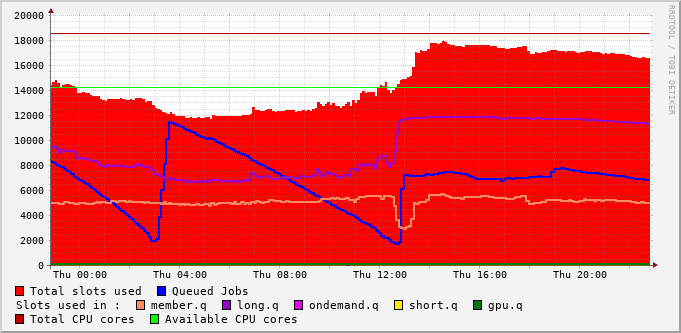 20000
18000
16000
14000
12000
10000
8000
6000
4000
2000
0
Thu 00:00 Thu 04:00 Thu 08:00 Thu 12:00 Thu 16:00 Thu 20:00
Total slots used Queued Jobs
Slots used in : member.q long.q ondemand.q short.q gpu.q
Total CPU cores Available CPU cores
RRDTOOL / TOBI OETIKER